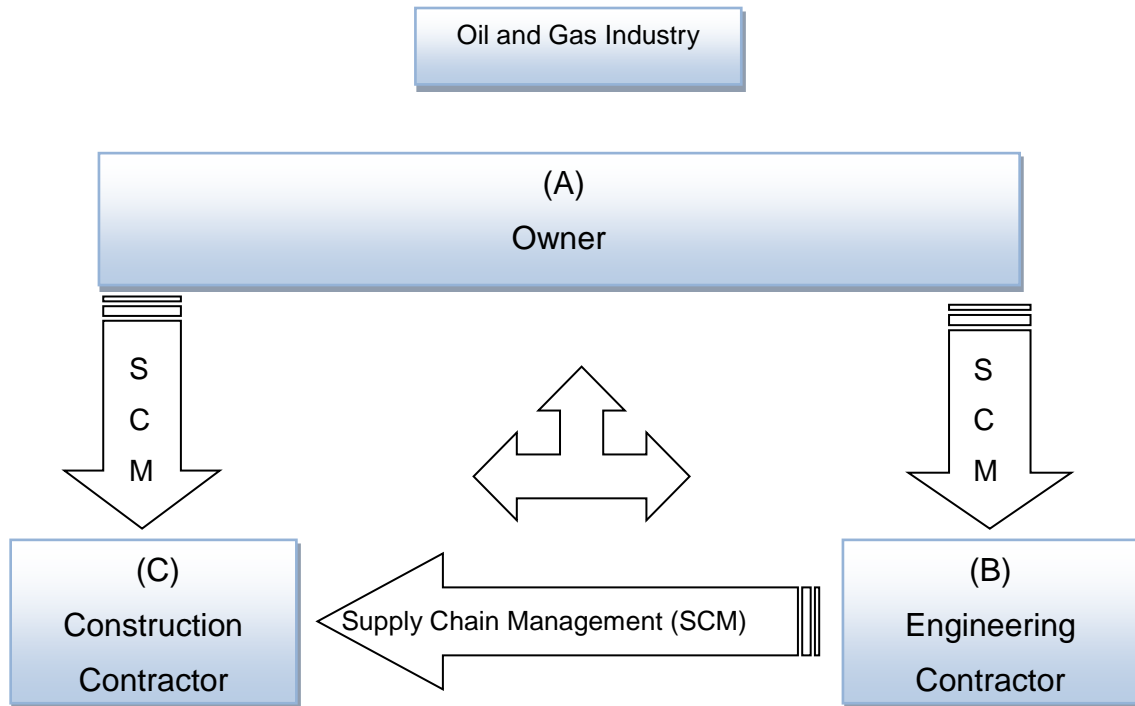 Oil and Gas Industry
(A)
Owner
S
C
M
S
C
M
(C)
Construction
Contractor
Supply Chain Management (SCM)
(B)
Engineering
Contractor